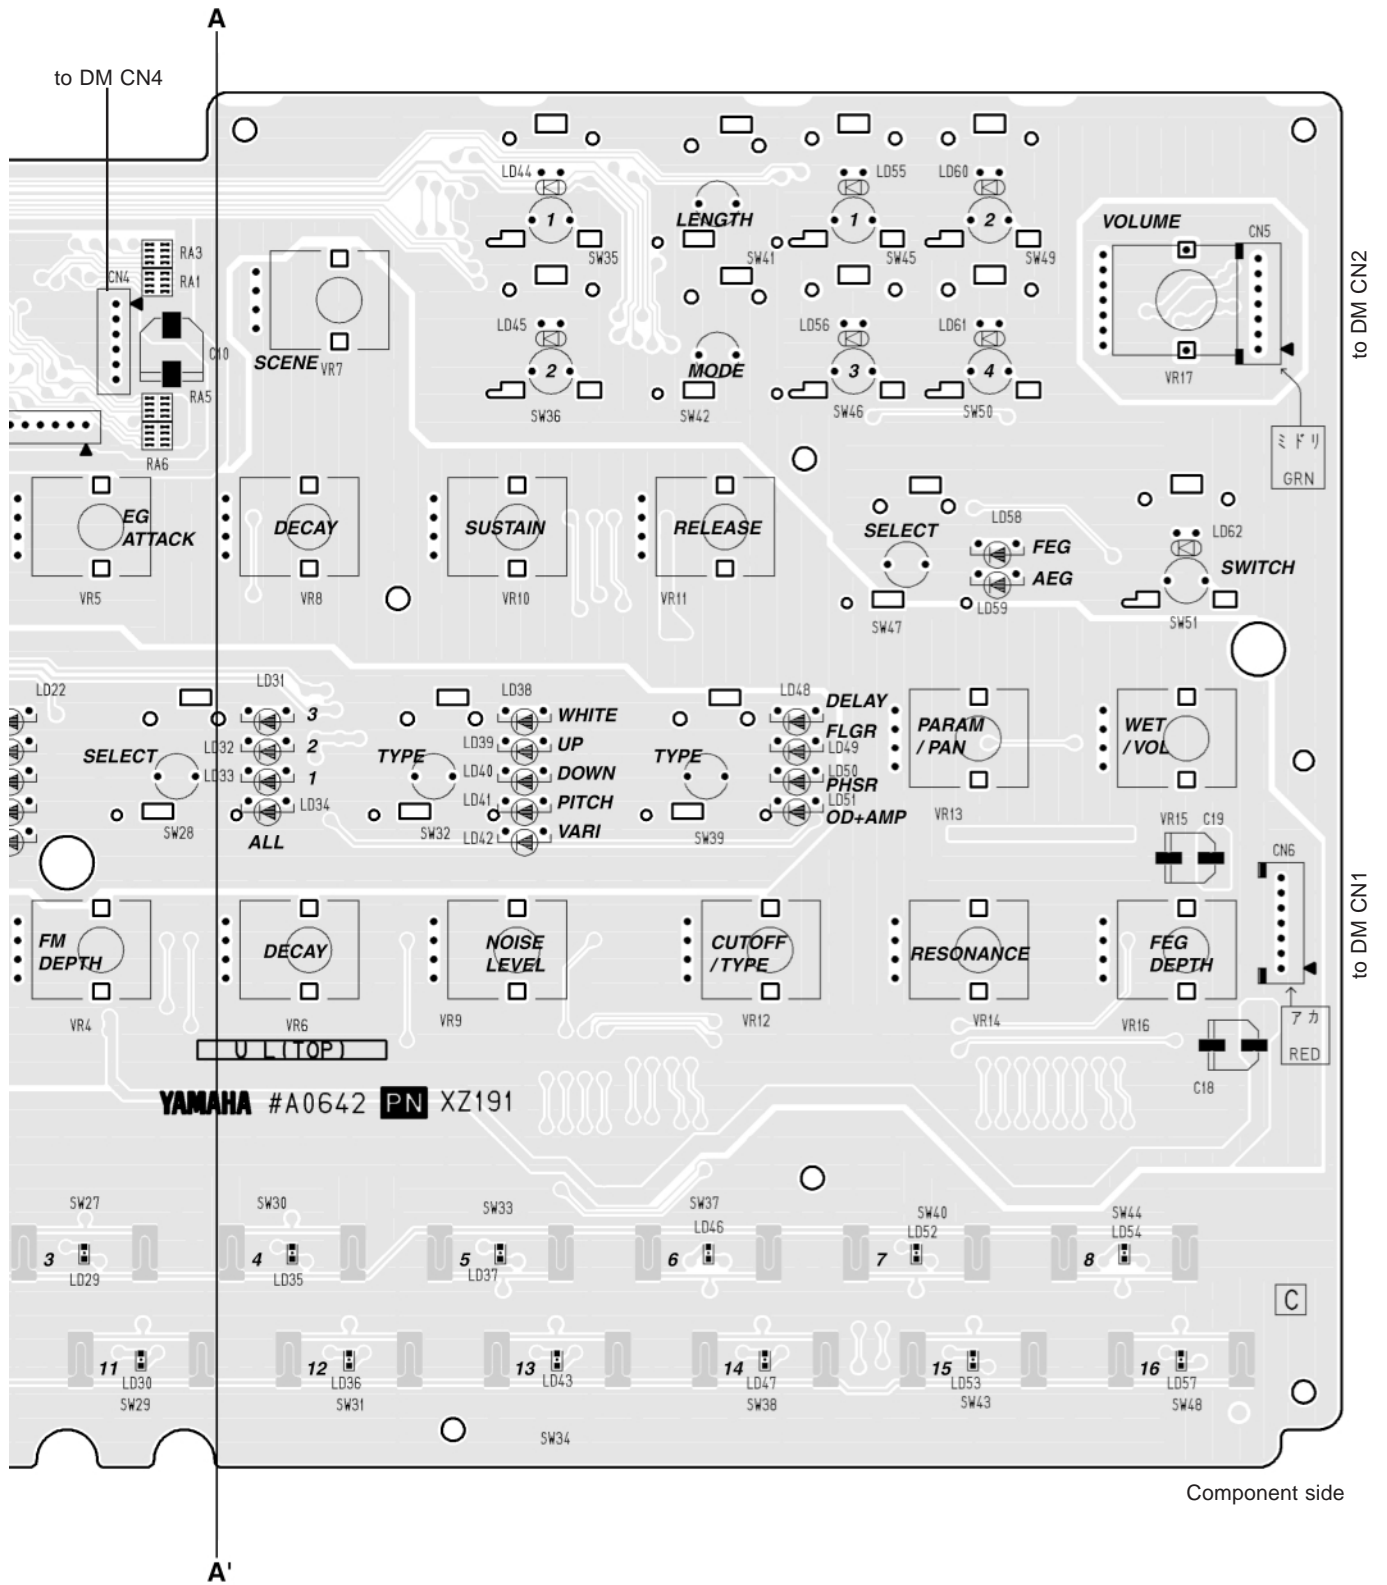 A
to DM CN4
LD44
LD55
LD60
1
LENGTH
1
2
VOLUME
CN5
RA3
SW35
SW41
SW45
SW49
CN4
RA1
to DM CN2
LD45
LD56
LD61
C10
SCENE
VR7
2
MODE
3
4
VR17
RA5
SW36
SW42
SW46
SW50
ミドリ
GRN
RA6
EG
ATTACK
DECAY
SUSTAIN
RELEASE
SELECT
LD58
FEG
AEG
LD62
SWITCH
VR5
VR8
VR10
VR11
LD59
SW47
SW51
LD22
LD31
LD38
LD48
DELAY
3
WHITE
FLGR
PARAM
/ PAN
WET
/ VOL
SELECT
LD32
2
TYPE
LD39
UP
TYPE
LD49
LD33
1
LD40
DOWN
LD50
PHSR
LD34
LD41
PITCH
LD51
OD+AMP
VR13
SW28
ALL
SW32
LD42
VARI
SW39
VR15
C19
CN6
to DM CN1
FM
DEPTH
DECAY
NOISE
LEVEL
CUTOFF
/ TYPE
RESONANCE
FEG
DEPTH
VR4
VR6
VR9
VR12
VR14
VR16
アカ
RED
U L(TOP)
C18
YAMAHA #A0642 PN XZ191
SW27
SW30
SW33
SW37
SW40
SW44
LD46
LD52
LD54
3
4
5
6
7
8
LD29
LD35
LD37
C
11
12
13
14
15
16
LD30
LD36
LD43
LD47
LD53
LD57
SW29
SW31
SW38
SW43
SW48
SW34
Component side
A'